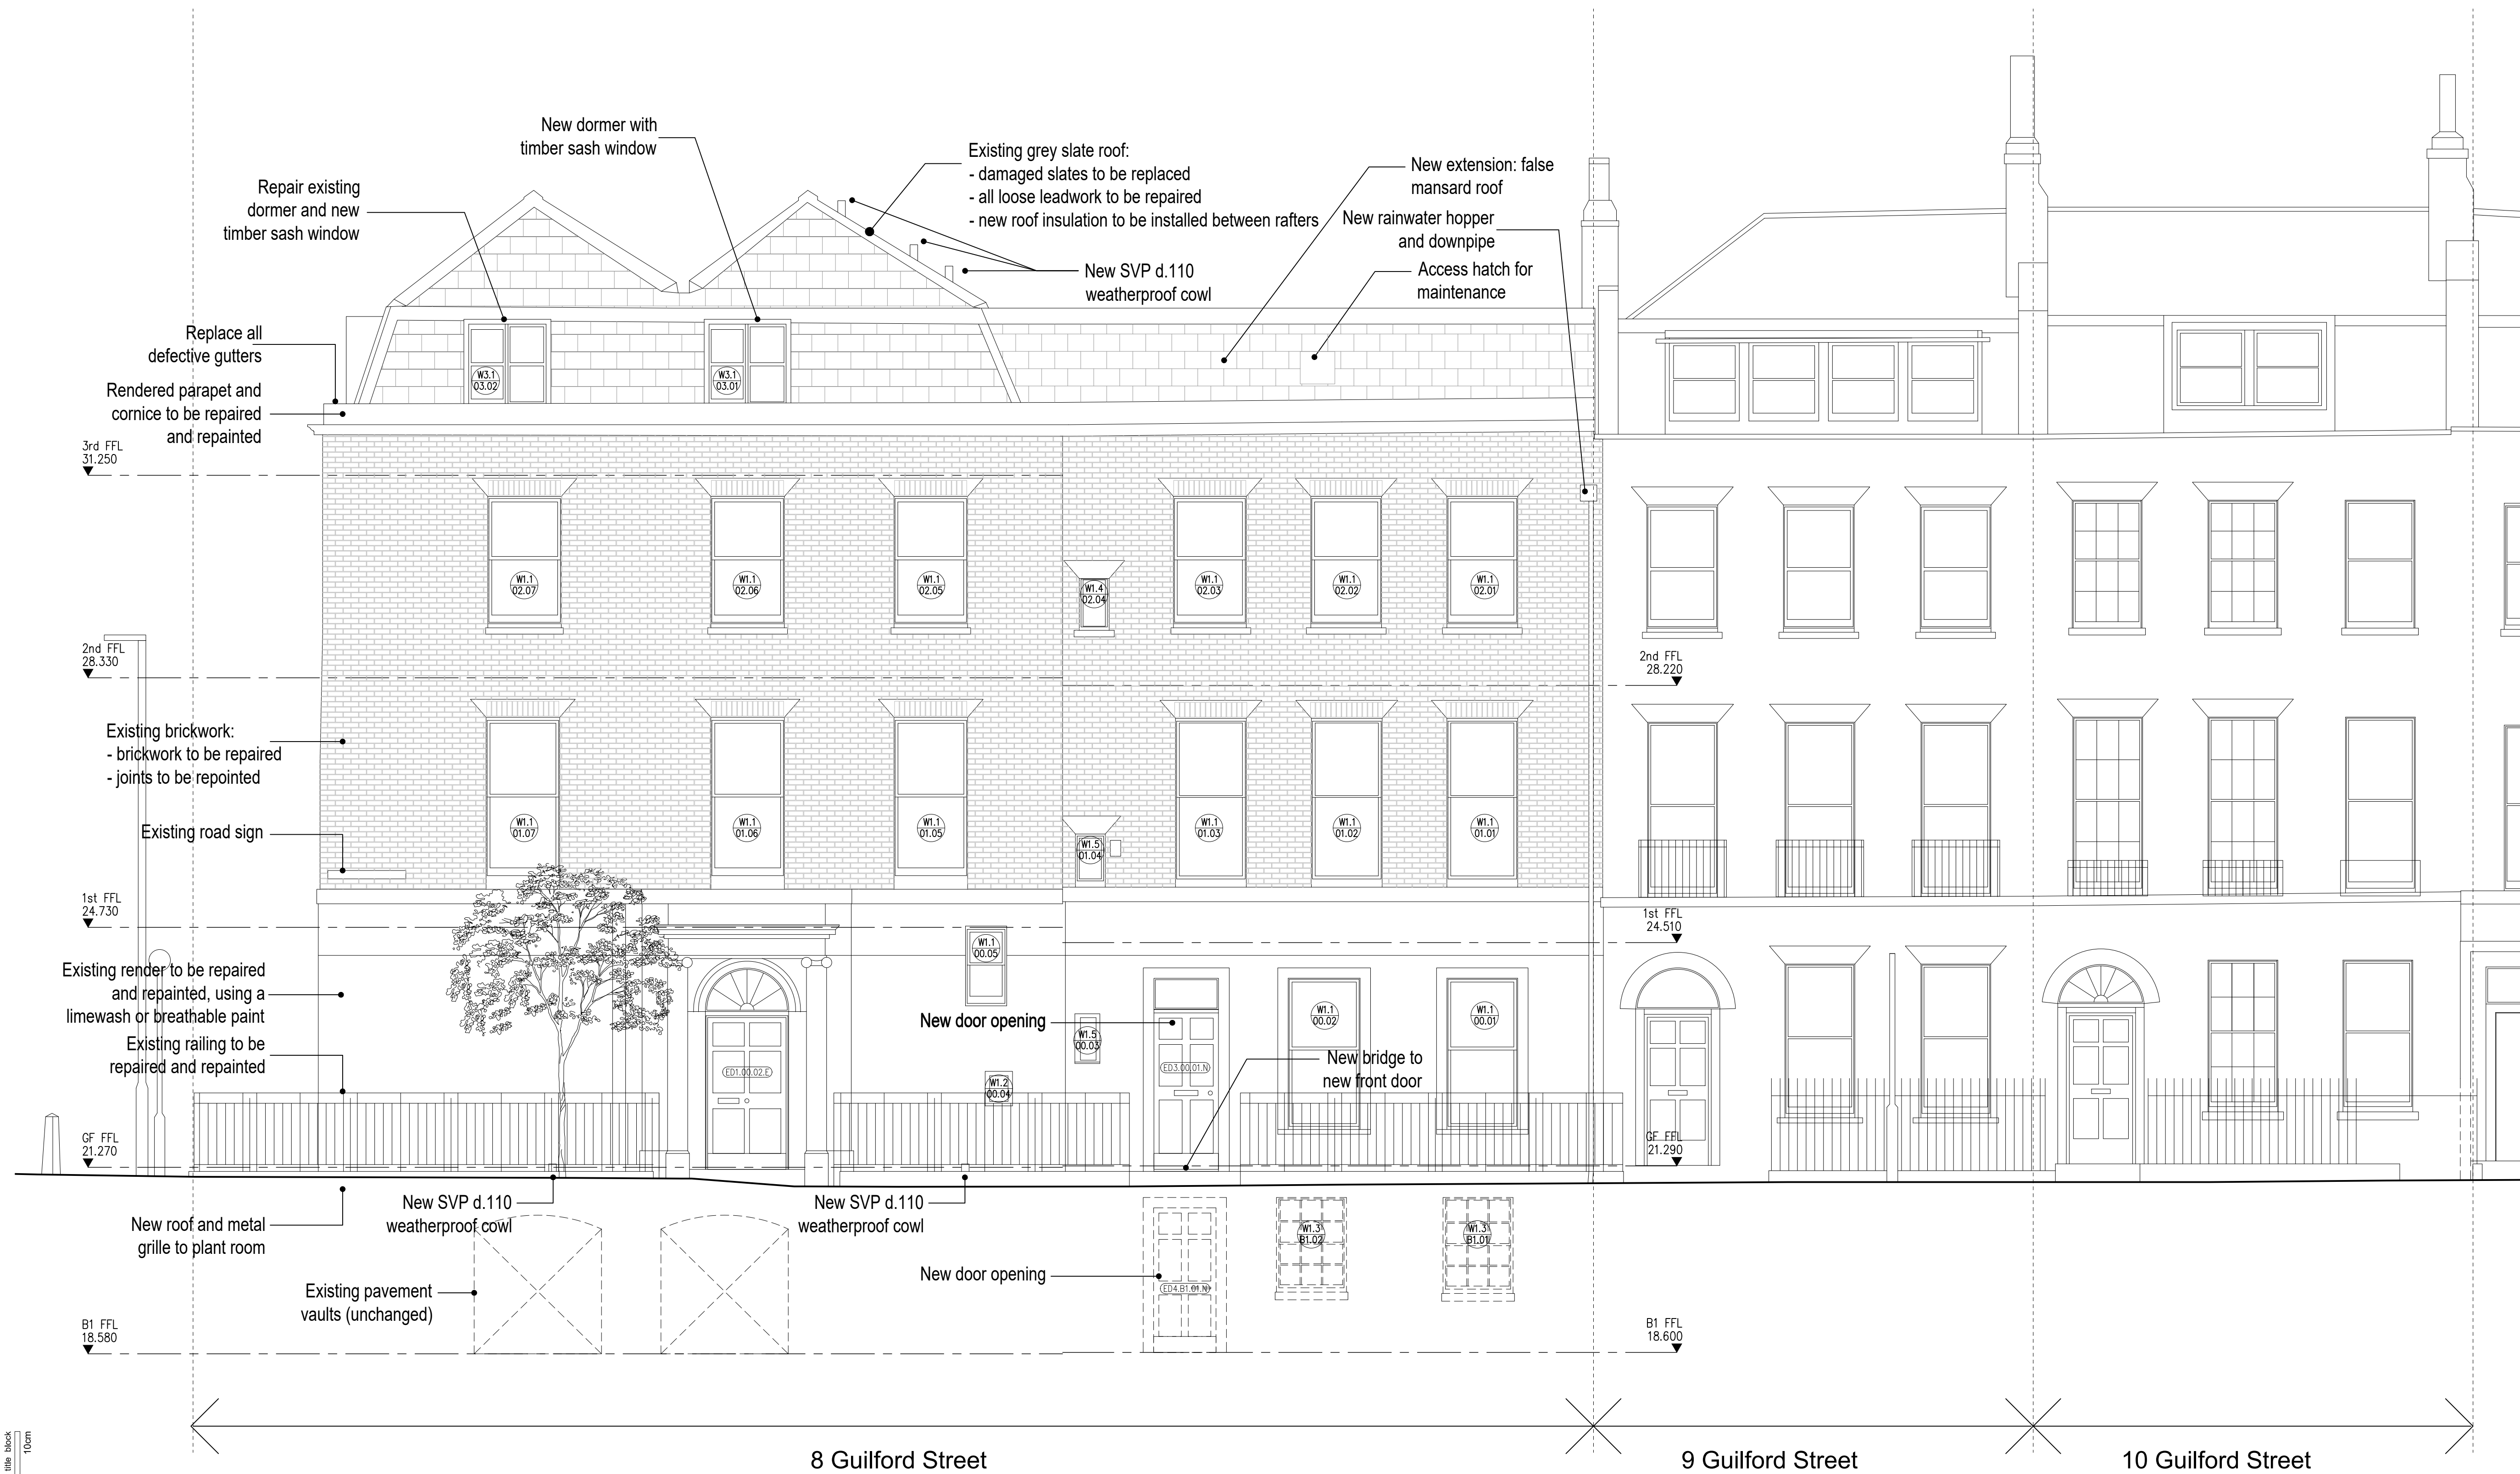 New dormer with
timber sash window
Existing grey slate roof:
- damaged slates to be replaced
- all loose leadwork to be repaired
- new roof insulation to be installed between rafters
New extension: false
mansard roof
Repair existing
dormer and new
timber sash window
New rainwater hopper
and downpipe
New SVP d.110
weatherproof cowl
Access hatch for
maintenance
Replace all
defective gutters
W3.1
03.02
W3.1
03.01
Rendered parapet and
cornice to be repaired
and repainted
3rd FFL
31.250
W1.1
02.07
W1.1
02.06
W1.1
02.05
W1.4
02.04
W1.1
02.03
W1.1
02.02
W1.1
02.01
2nd FFL
28.330
2nd FFL
28.220
Existing brickwork:
- brickwork to be repaired
- joints to be repointed
Existing road sign
W1.1
01.07
W1.1
01.06
W1.1
01.05
W1.5
01.04
W1.1
01.03
W1.1
01.02
W1.1
01.01
1st FFL
24.730
1st FFL
24.510
Existing render to be repaired
and repainted, using a
limewash or breathable paint
W1.1
00.05
New door opening
W1.1
00.02
W1.1
00.01
W1.5
00.03
Existing railing to be
repaired and repainted
ED1.00.02.E
W1.2
00.04
ED3.00.01.N
New bridge to
new front door
GF FFL
21.270
GF FFL
21.290
New SVP d.110
weatherproof cowl
New SVP d.110
weatherproof cowl
New roof and metal
grille to plant room
W1.3
B1.02
W1.3
B1.01
New door opening
ED4.B1.01.N
Existing pavement
vaults (unchanged)
B1 FFL
18.580
B1 FFL
18.600
8 Guilford Street
9 Guilford Street
10 Guilford Street
title block
10cm